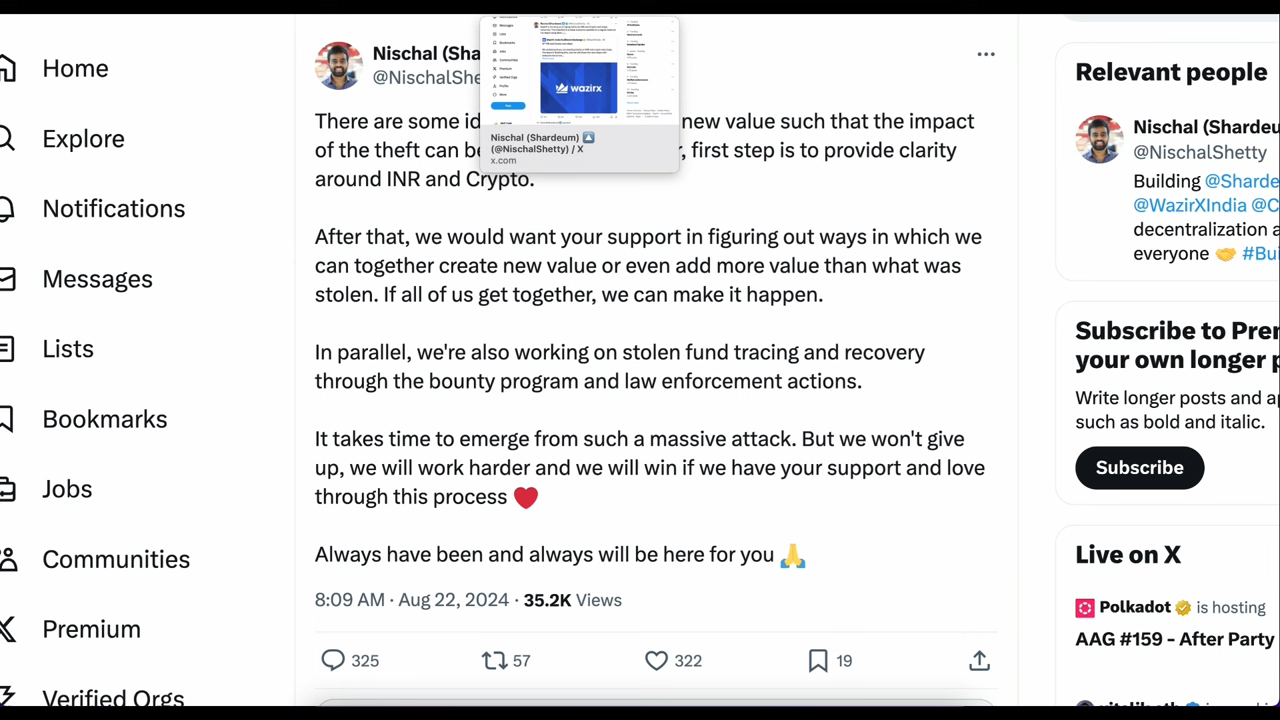 Home
Explore
Notifications
Messages
Lists
Bookmarks
Jobs
Communities
Premium
Verified Orgs
Nischal (Sha
@NischalShe
wazirx
Nischal (Shardeum)
(@NischalShetty) / X
x.com
There are some id new value such that the impact
of the theft can be , first step is to provide clarity
around INR and Crypto.
After that, we would want your support in figuring out ways in which we
can together create new value or even add more value than what was
stolen. If all of us get together, we can make it happen.
In parallel, we're also working on stolen fund tracing and recovery
through the bounty program and law enforcement actions.
It takes time to emerge from such a massive attack. But we won't give
up, we will work harder and we will win if we have your support and love
through this process ❤️
Always have been and always will be here for you 🙏
8:09 AM · Aug 22, 2024 · 35.2K Views
325 57 322 19
Relevant people
Nischal (Shardeu
@NischalShetty
Building @Sharde
@WazirXIndia @C
decentralization a
everyone 🤝 #Bui
Subscribe to Prem
your own longer p
Write longer posts and ap
such as bold and italic.
Subscribe
Live on X
Polkadot is hosting
AAG #159 - After Party